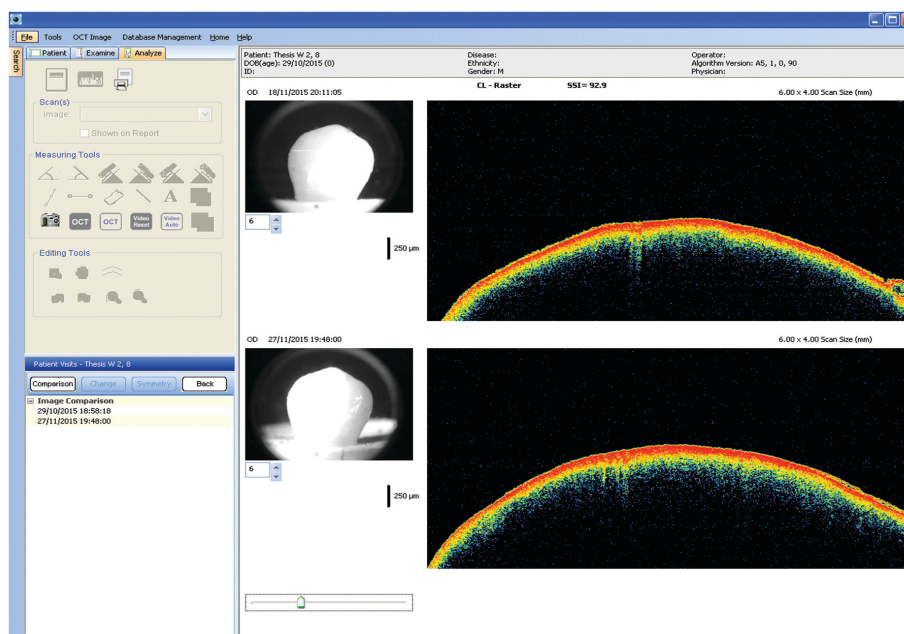 File Tools OCT Image Database Management Home Help
Search
Patient Examine Analyze
Scan(s)
Image:
Shown on Report
Measuring Tools
A
OCT OCT Video Reset Video Auto
Editing Tools
Patient Visits - Thesis W 2, 8
Comparison Change Symmetry Back
Image Comparison
29/10/2015 18:58:18
27/11/2015 19:48:00
Patient: Thesis W 2, 8
DOB(age): 29/10/2015 (0)
ID:
Disease:
Ethnicity:
Gender: M
Operator:
Algorithm Version: A5, 1, 0, 90
Physician:
CL - Raster SSI= 92.9
OD 18/11/2015 20:11:05
6.00 x 4.00 Scan Size (mm)
6
250 µm
OD 27/11/2015 19:48:00
6.00 x 4.00 Scan Size (mm)
6
250 µm